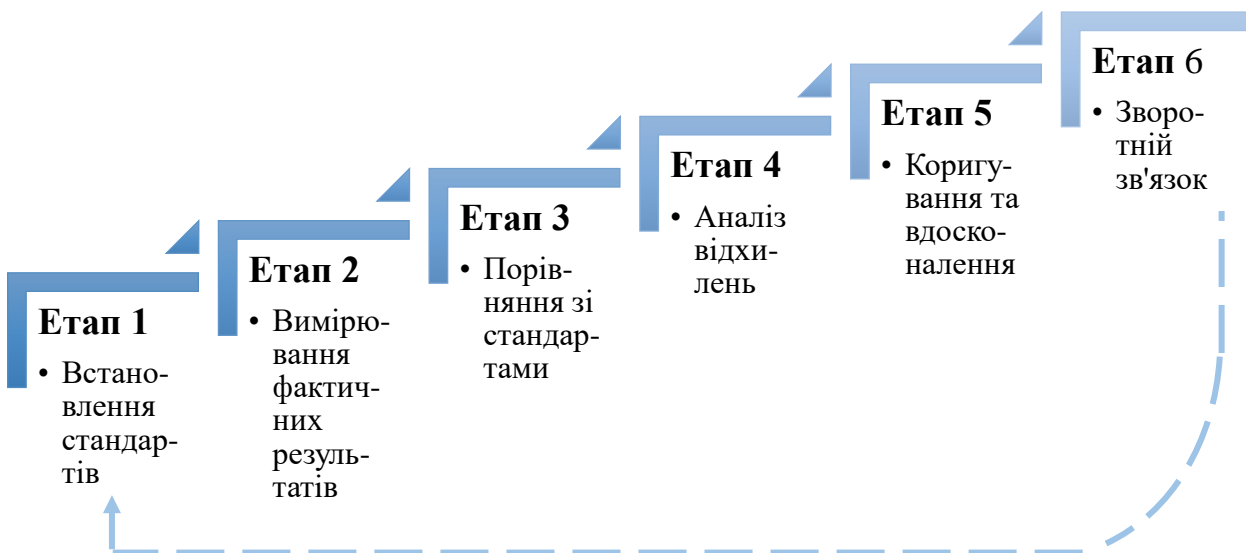 Етап 1
• Встано-
влення
стандар-
тів
Етап 2
• Вимірю-
вання
фактич-
них
резуль-
татів
Етап 3
• Порів-
няння зі
стандар-
тами
Етап 4
• Аналіз
відхи-
лень
Етап 5
• Коригу-
вання та
вдоско-
налення
Етап 6
• Зворо-
тній
зв'язок